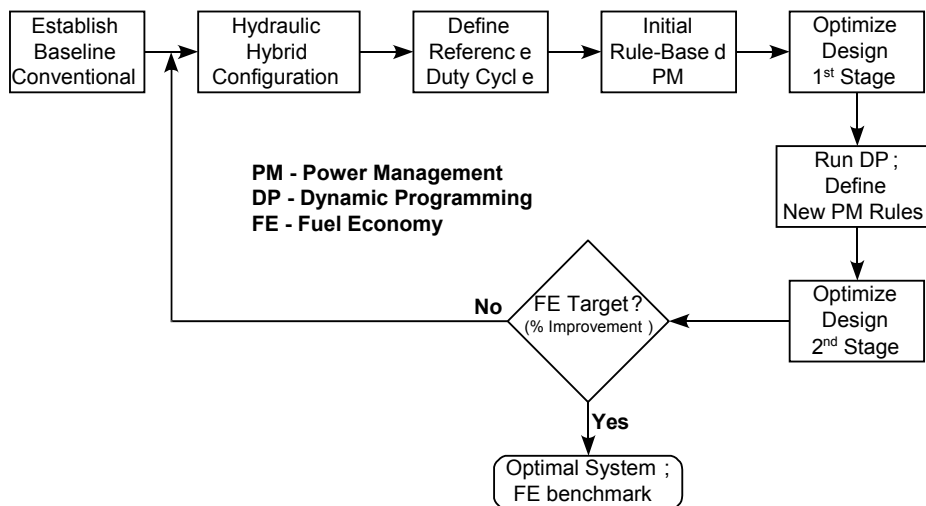 Establish
Baseline
Conventional
Hydraulic
Hybrid
Configuration
Define
Referenc e
Duty Cycl e
Initial
Rule-Base d
PM
Optimize
Design
1st Stage
Run DP ;
Define
New PM Rules
Optimize
Design
2nd Stage
PM - Power Management
DP - Dynamic Programming
FE - Fuel Economy
FE Target ?
(% Improvement )
No
Yes
Optimal System ;
FE benchmark